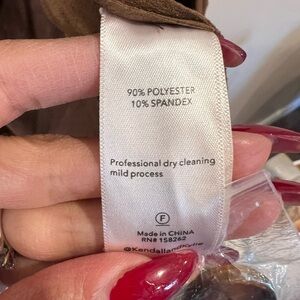 90% POLYESTER
10% SPANDEX
Professional dry cleaning
mild process
F
Made in CHINA
RN# 158262
@KendallandKylie